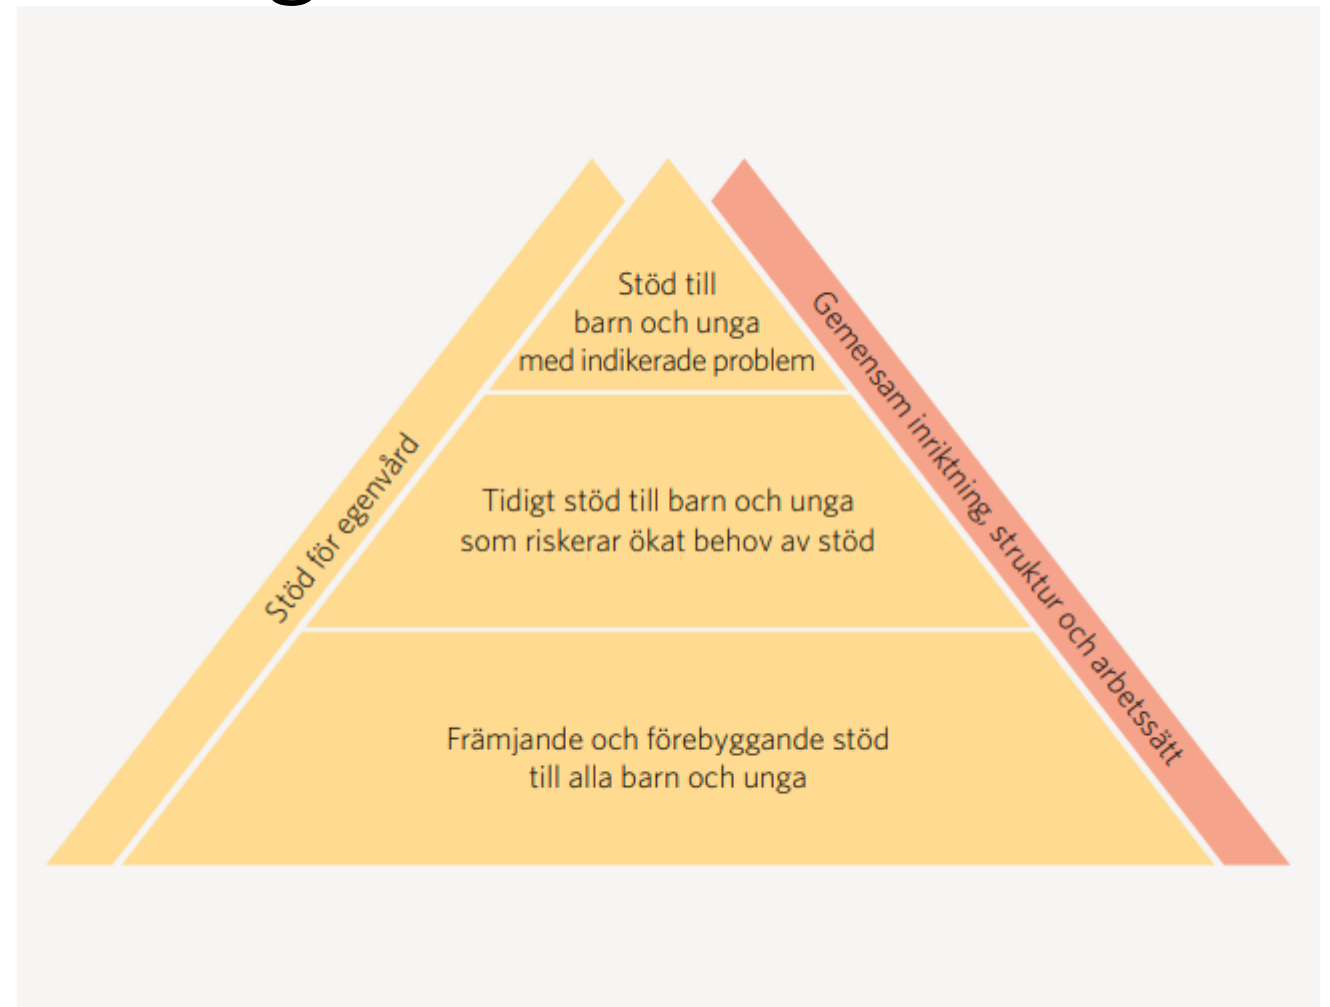 Stöd till
barn och unga
med indikerade problem
Tidigt stöd till barn och unga
som riskerar ökat behov av stöd
Främjande och förebyggande stöd
till alla barn och unga
Stöd för egenvård
Gemensam inriktning, struktur och arbetssätt